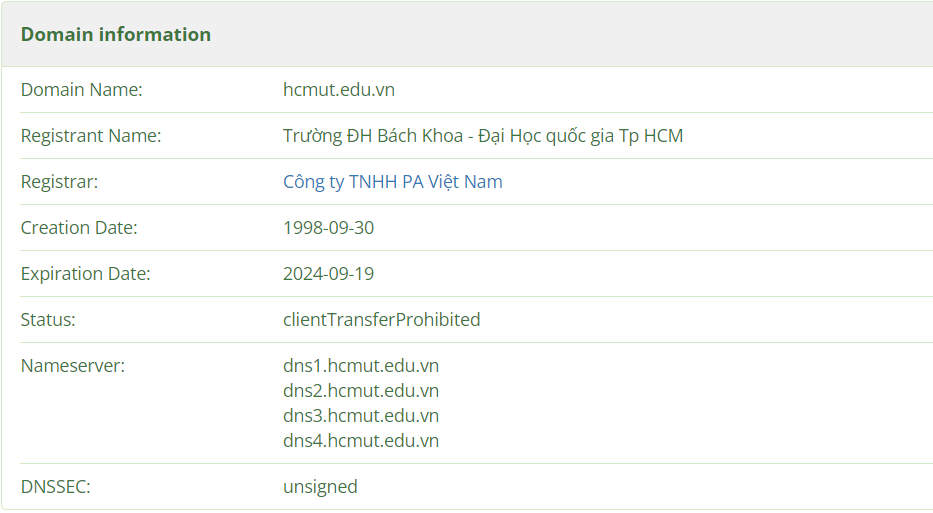 Domain information
Domain Name: hcmut.edu.vn
Registrant Name: Trường ĐH Bách Khoa - Đại Học quốc gia Tp HCM
Registrar: Công ty TNHH PA Việt Nam
Creation Date: 1998-09-30
Expiration Date: 2024-09-19
Status: clientTransferProhibited
Nameserver: dns1.hcmut.edu.vn
dns2.hcmut.edu.vn
dns3.hcmut.edu.vn
dns4.hcmut.edu.vn
DNSSEC: unsigned